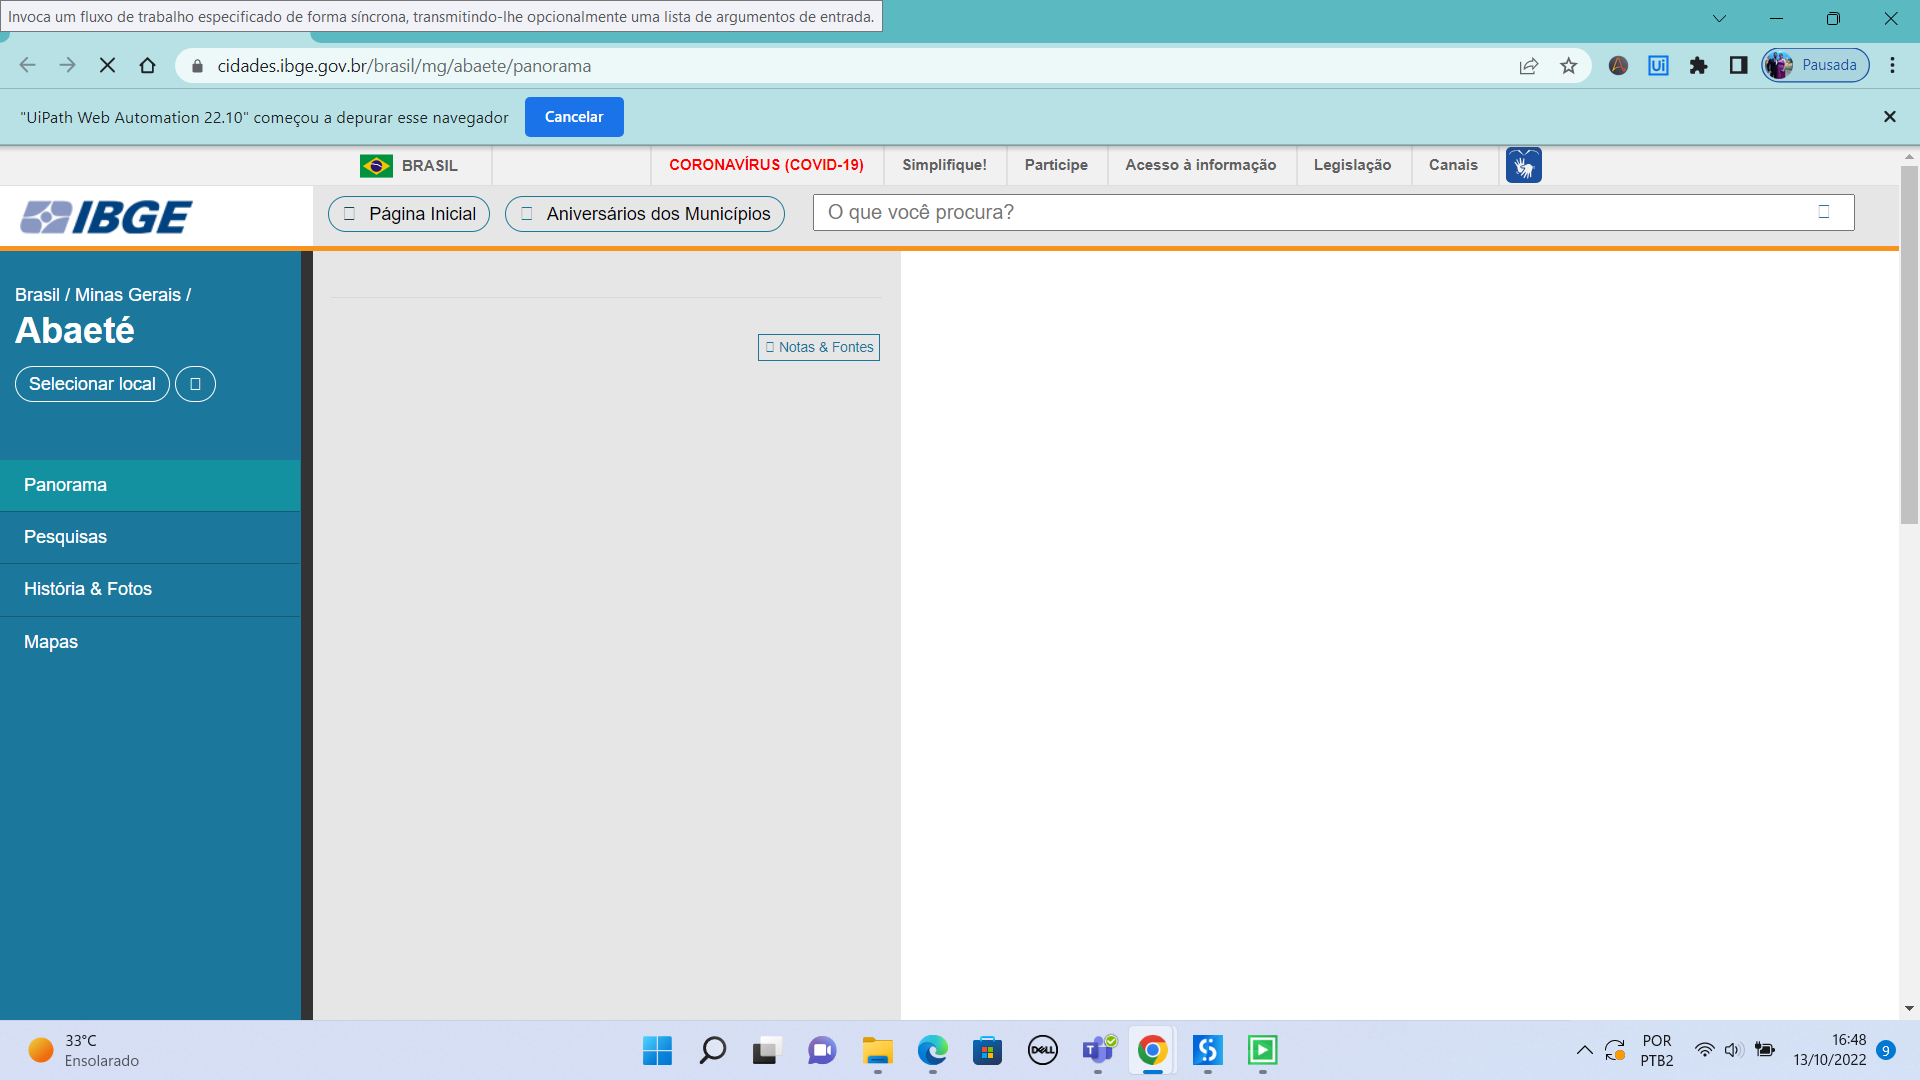 Invoca um fluxo de trabalho especificado de forma síncrona, transmitindo-lhe opcionalmente uma lista de argumentos de entrada.
cidades.ibge.gov.br/brasil/mg/abaete/panorama
Ui
Pausada
"UiPath Web Automation 22.10" começou a depurar esse navegador
Cancelar
BRASIL
CORONAVÍRUS (COVID-19)
Simplifique!
Participe
Acesso à informação
Legislação
Canais
IBGE
Página Inicial
Aniversários dos Municípios
O que você procura?
Brasil / Minas Gerais /
Abaeté
Selecionar local
Notas & Fontes
Panorama
Pesquisas
História & Fotos
Mapas
33°C
Ensolarado
DELL
POR
PTB2
16:48
13/10/2022
9